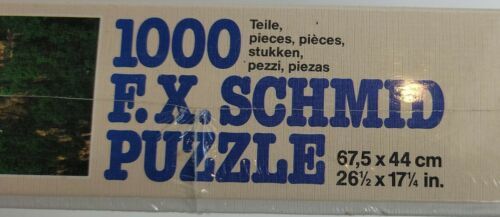 1000
Teile,
pieces, pièces,
stukken,
pezzi, piezas
F.X. SCHMID
PUZZLE
67,5 x 44 cm
26½ x 17¼ in.